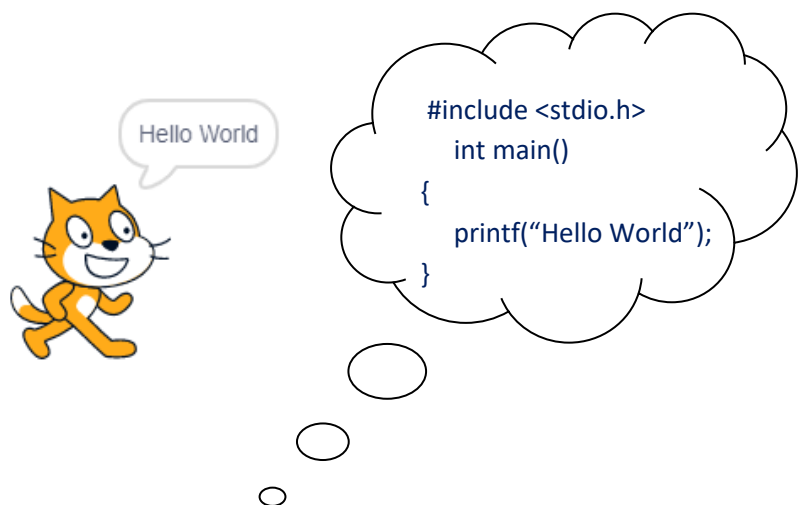 Hello World
#include <stdio.h>
int main()
{
printf(“Hello World”);
}